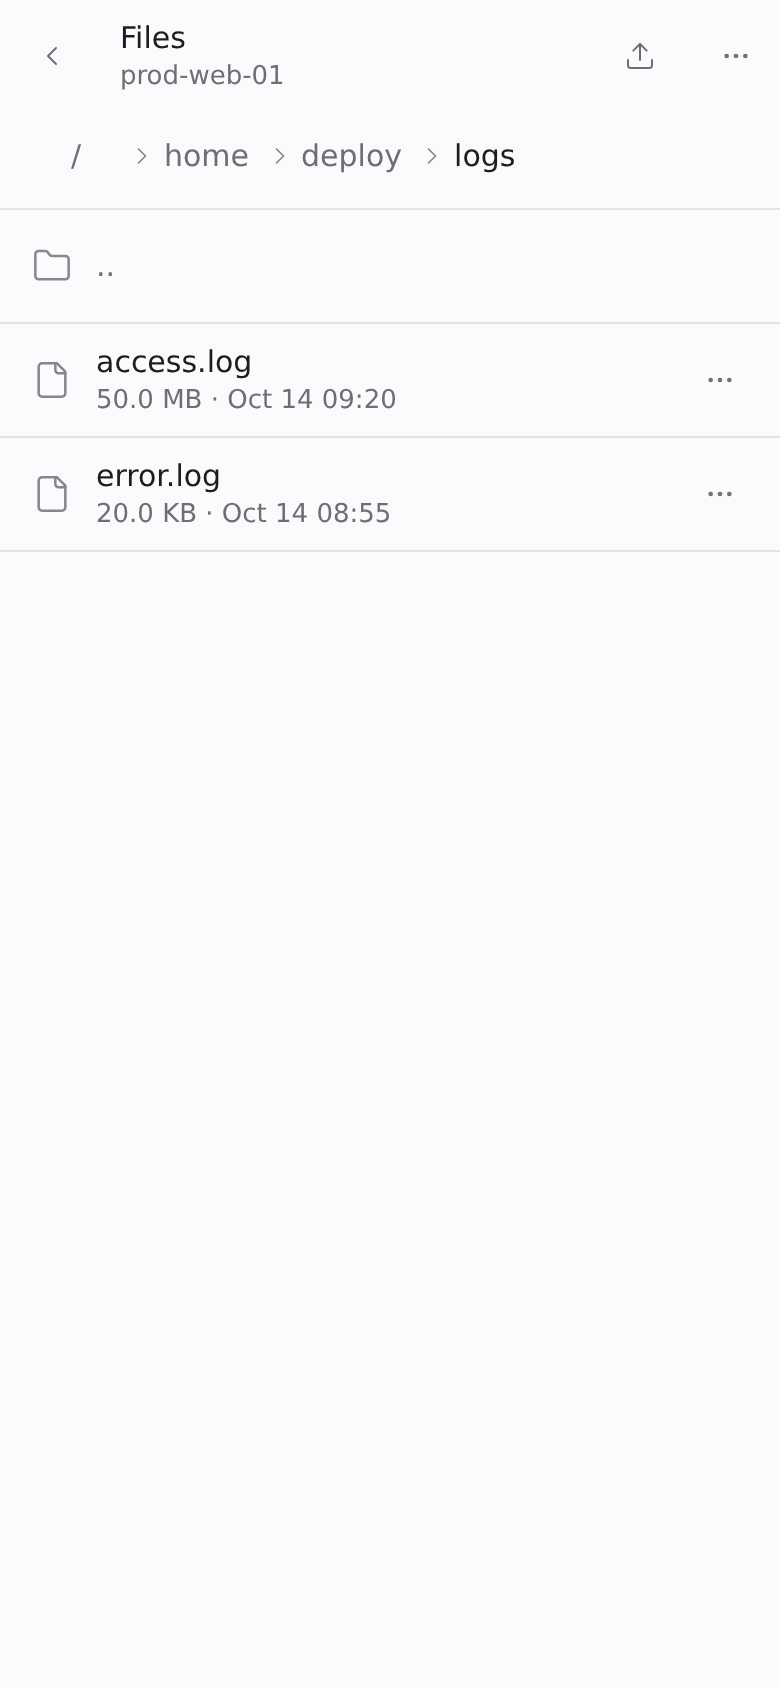 Files
prod-web-01
/ home deploy logs
..
access.log
50.0 MB · Oct 14 09:20
error.log
20.0 KB · Oct 14 08:55